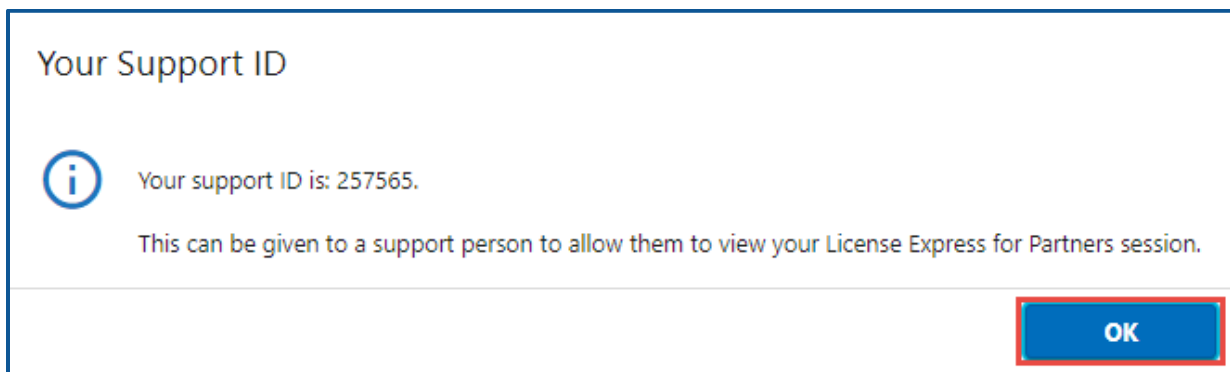 Your Support ID
Your support ID is: 257565.
This can be given to a support person to allow them to view your License Express for Partners session.
OK